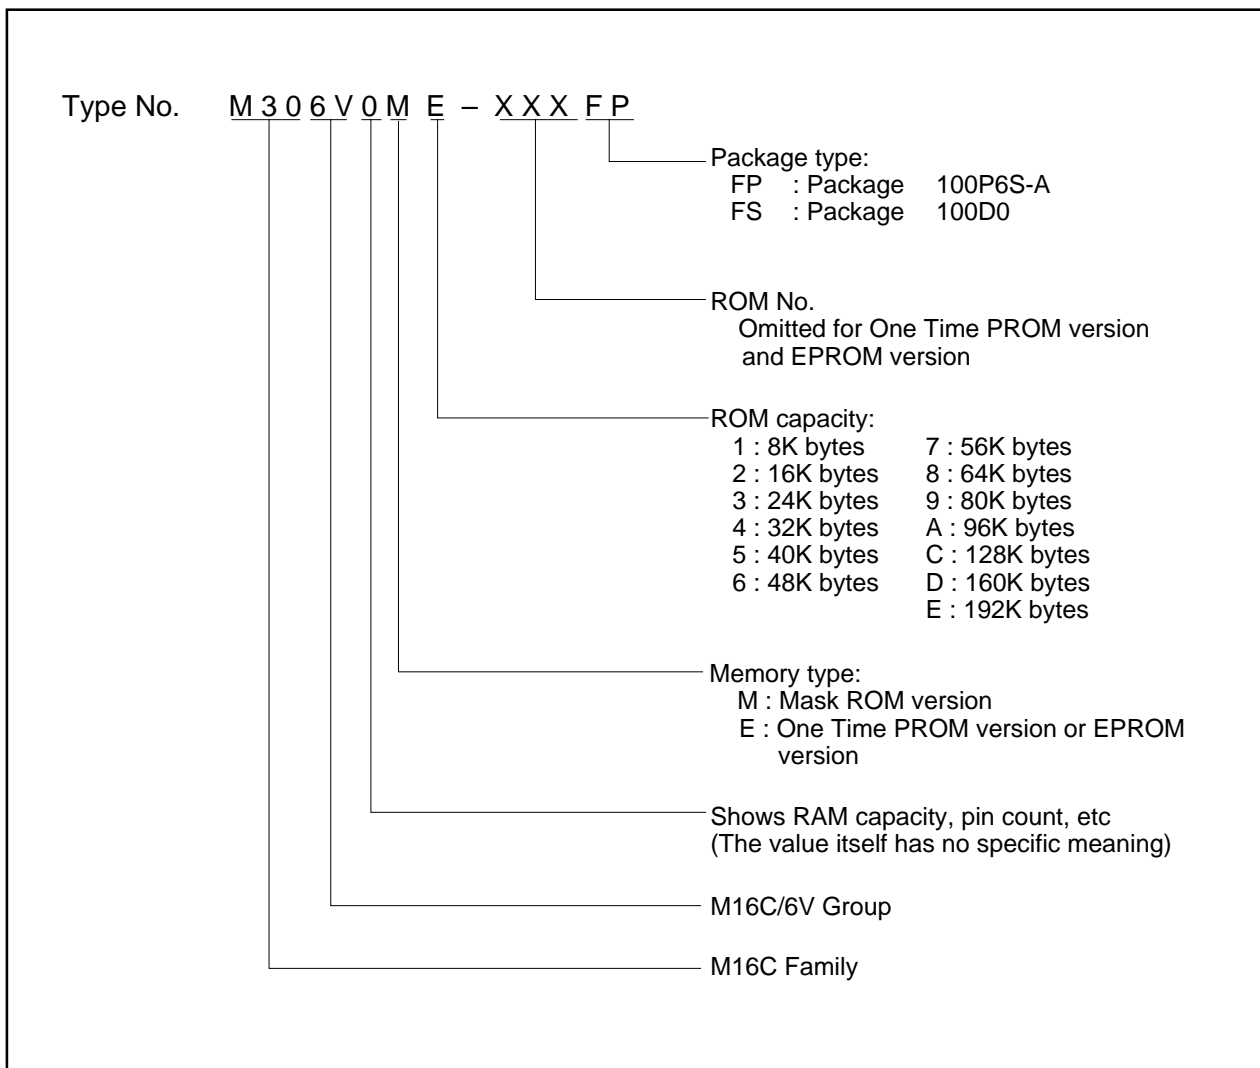 Type No. M 3 0 6 V 0 M E – X X X F P
Package type:
FP : Package 100P6S-A
FS : Package 100D0
ROM No.
Omitted for One Time PROM version
and EPROM version
ROM capacity:
1 : 8K bytes 7 : 56K bytes
2 : 16K bytes 8 : 64K bytes
3 : 24K bytes 9 : 80K bytes
4 : 32K bytes A : 96K bytes
5 : 40K bytes C : 128K bytes
6 : 48K bytes D : 160K bytes
E : 192K bytes
Memory type:
M : Mask ROM version
E : One Time PROM version or EPROM
version
Shows RAM capacity, pin count, etc
(The value itself has no specific meaning)
M16C/6V Group
M16C Family